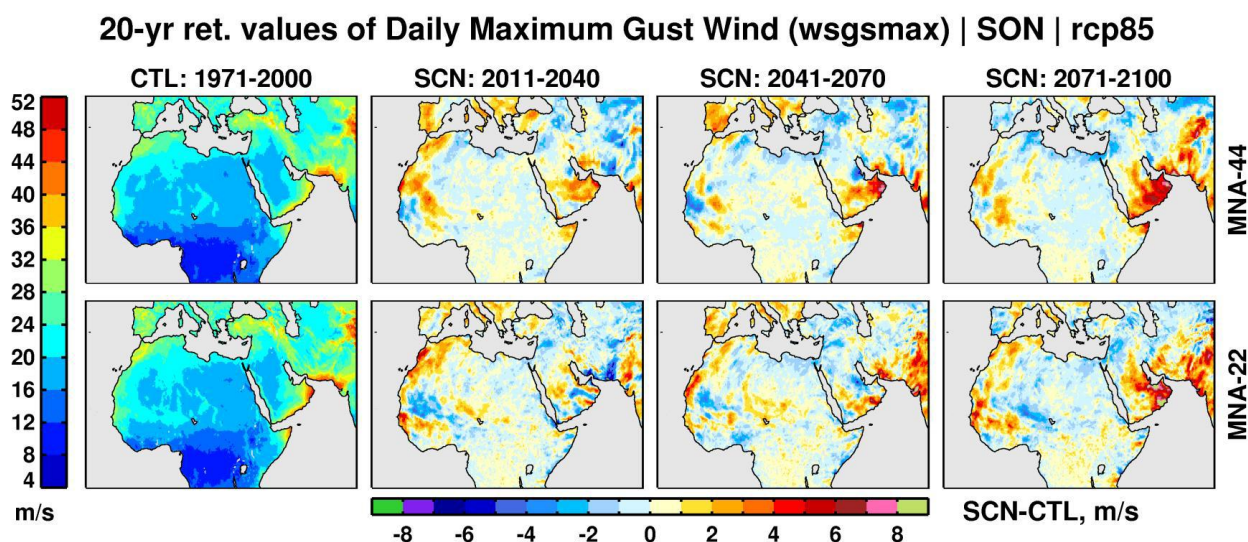 20-yr ret. values of Daily Maximum Gust Wind (wsgsmax) | SON | rcp85
CTL: 1971-2000 SCN: 2011-2040 SCN: 2041-2070 SCN: 2071-2100
52
48
44
40
36
32
28
24
20
16
12
8
4
m/s
MNA-44
MNA-22
-8 -6 -4 -2 0 2 4 6 8
SCN-CTL, m/s